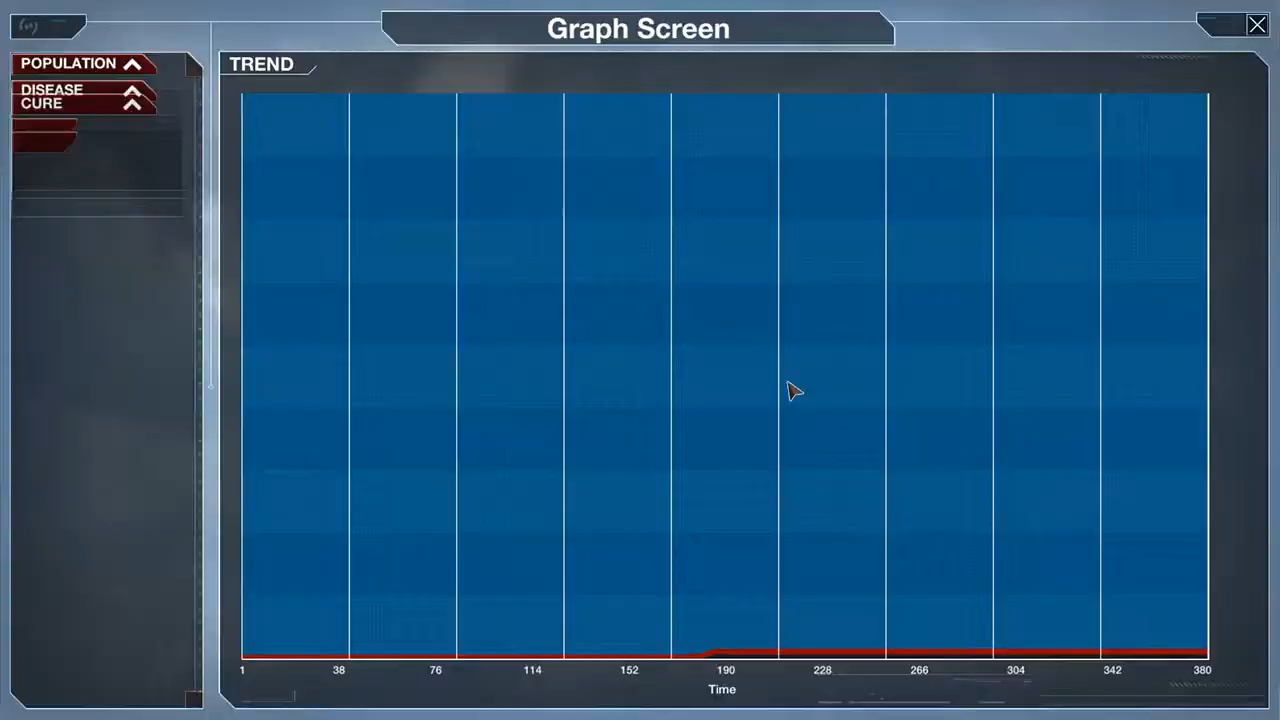 Graph Screen
POPULATION
DISEASE
CURE
TREND
1 38 76 114 152 190 228 266 304 342 380
Time